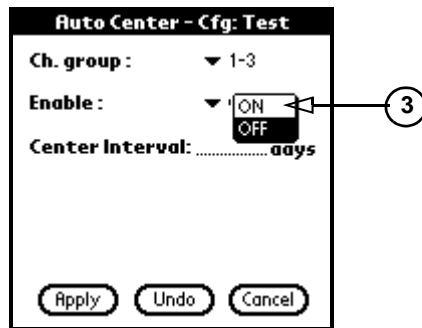 Auto Center - Cfg: Test
Ch. group : 1-3
Enable : ON
OFF
3
Center Interval: days
Apply Undo Cancel